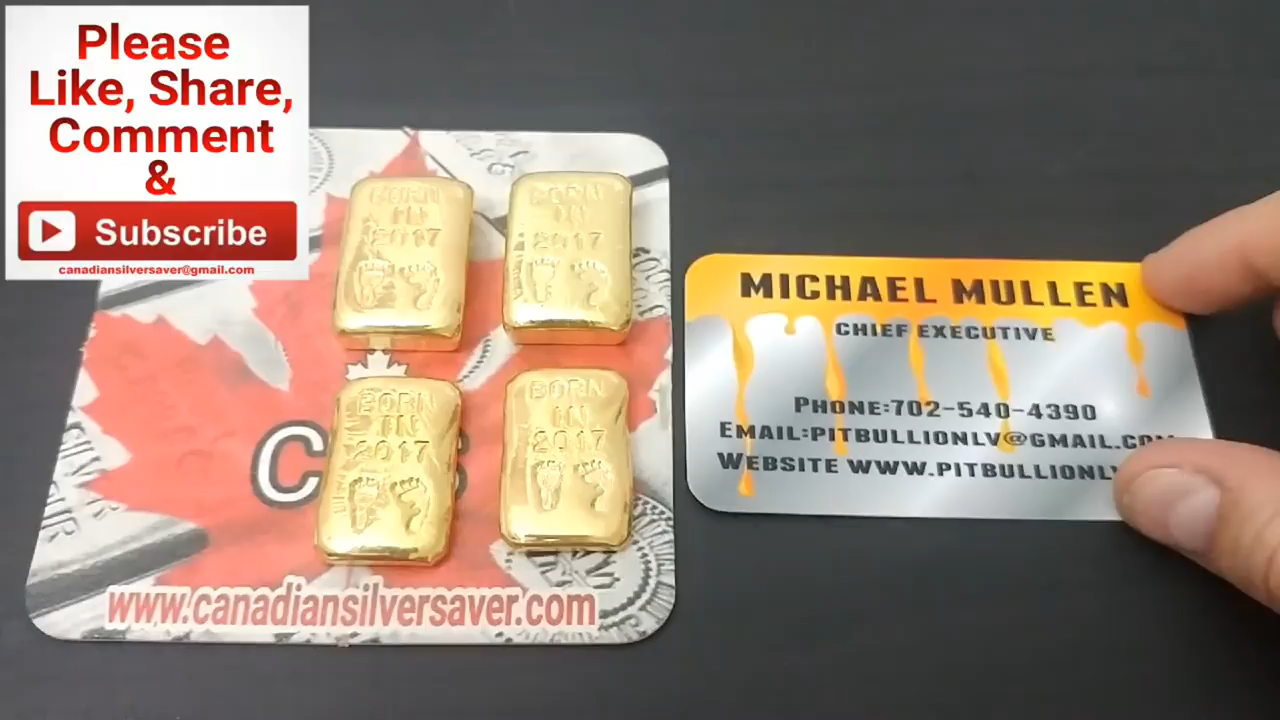 Please
Like, Share,
Comment
&
Subscribe
canadiansilversaver@gmail.com
BORN
IN
2017
BORN
IN
2017
BORN
IN
2017
BORN
IN
2017
C S
www.canadiansilversaver.com
MICHAEL MULLEN
CHIEF EXECUTIVE
PHONE:702-540-4390
EMAIL:PITBULLIONLV@GMAIL.COM
WEBSITE WWW.PITBULLIONLV